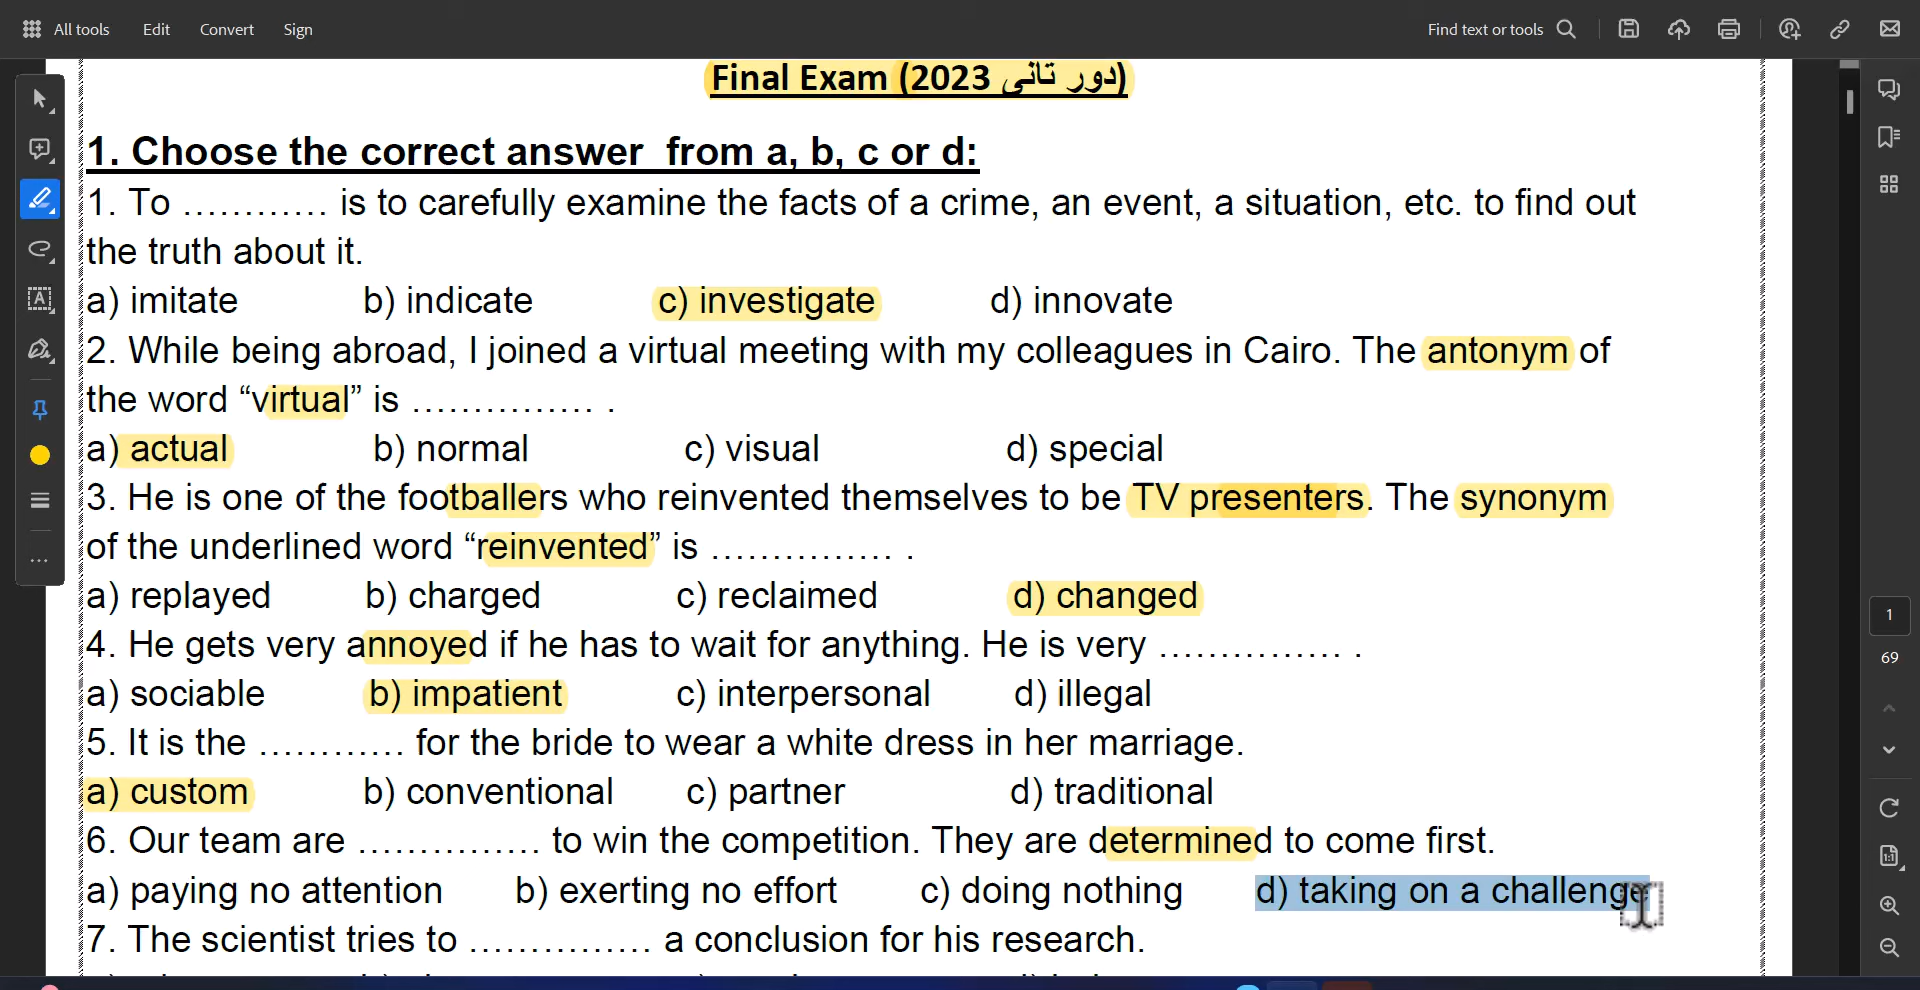 All tools Edit Convert Sign Find text or tools
Final Exam (2023 دور تانى)
1. Choose the correct answer from a, b, c or d:
1. To ………… is to carefully examine the facts of a crime, an event, a situation, etc. to find out
the truth about it.
a) imitate b) indicate c) investigate d) innovate
2. While being abroad, I joined a virtual meeting with my colleagues in Cairo. The antonym of
the word “virtual” is …………… .
a) actual b) normal c) visual d) special
3. He is one of the footballers who reinvented themselves to be TV presenters. The synonym
of the underlined word “reinvented” is …………… .
a) replayed b) charged c) reclaimed d) changed
4. He gets very annoyed if he has to wait for anything. He is very …………… .
a) sociable b) impatient c) interpersonal d) illegal
5. It is the ………… for the bride to wear a white dress in her marriage.
a) custom b) conventional c) partner d) traditional
6. Our team are …………… to win the competition. They are determined to come first.
a) paying no attention b) exerting no effort c) doing nothing d) taking on a challenge
7. The scientist tries to …………… a conclusion for his research.
1
69